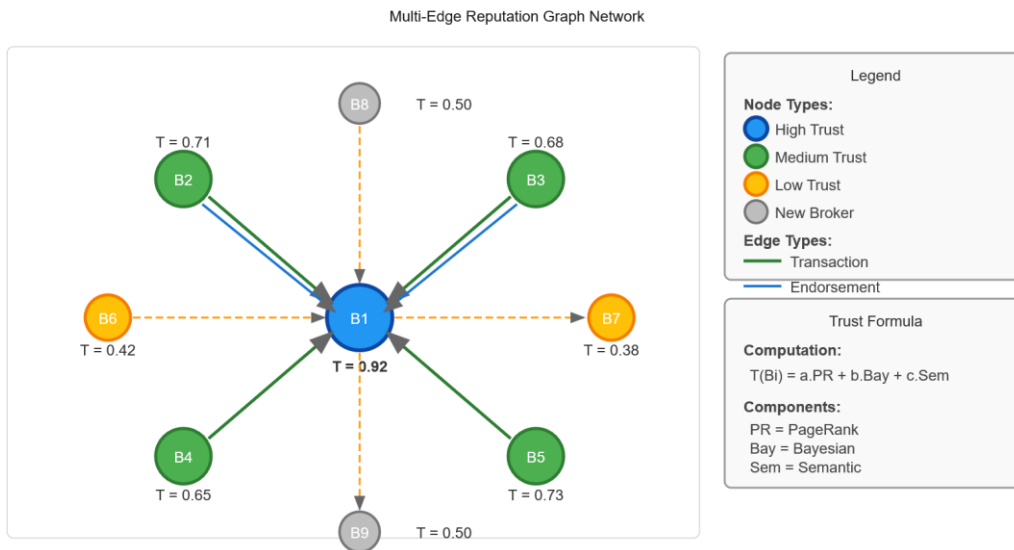 Multi-Edge Reputation Graph Network
B8
T = 0.50
T = 0.71
T = 0.68
B2
B3
B6
B1
B7
T = 0.42
T = 0.92
T = 0.38
B4
B5
T = 0.65
T = 0.73
B9
T = 0.50
Legend
Node Types:
High Trust
Medium Trust
Low Trust
New Broker
Edge Types:
Transaction
Endorsement
Trust Formula
Computation:
T(Bi) = a.PR + b.Bay + c.Sem
Components:
PR = PageRank
Bay = Bayesian
Sem = Semantic